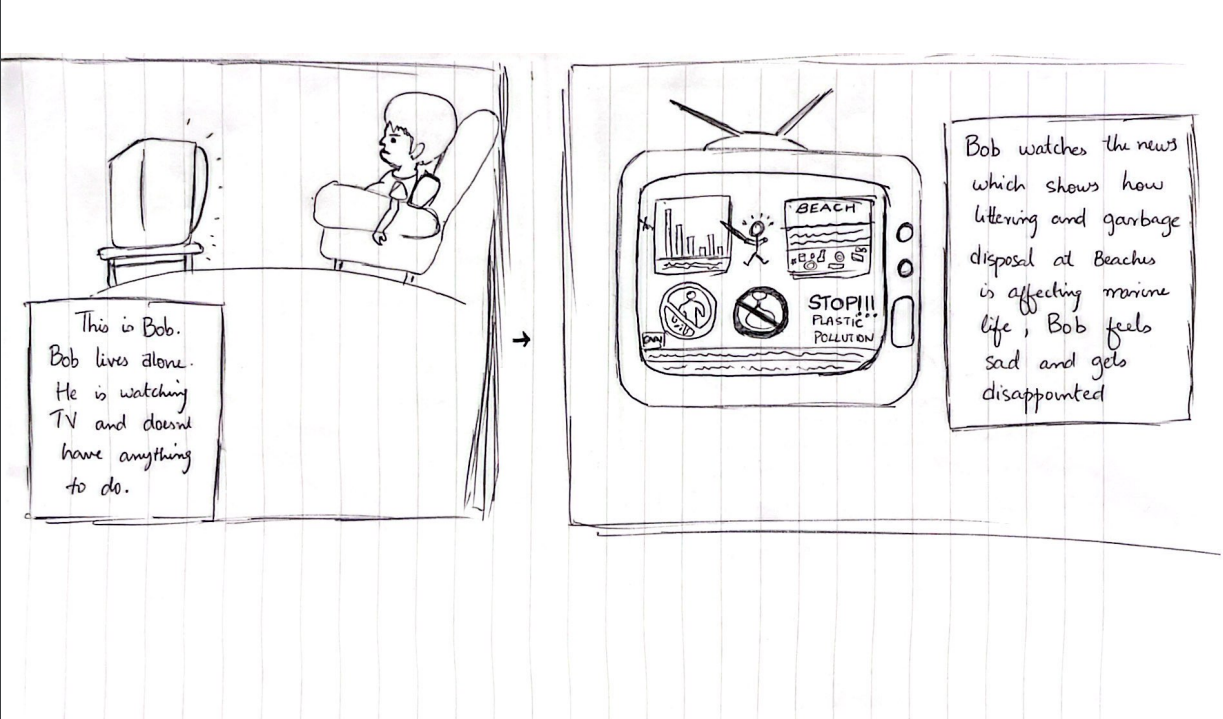 This is Bob.
Bob lives alone.
He is watching
TV and doesnt
have anything
to do.
BEACH
STOP!!!
PLASTIC
POLLUTION
Bob watches the news
which shows how
littering and garbage
disposal at Beaches
is affecting marine
life, Bob feels
sad and gets
disappointed